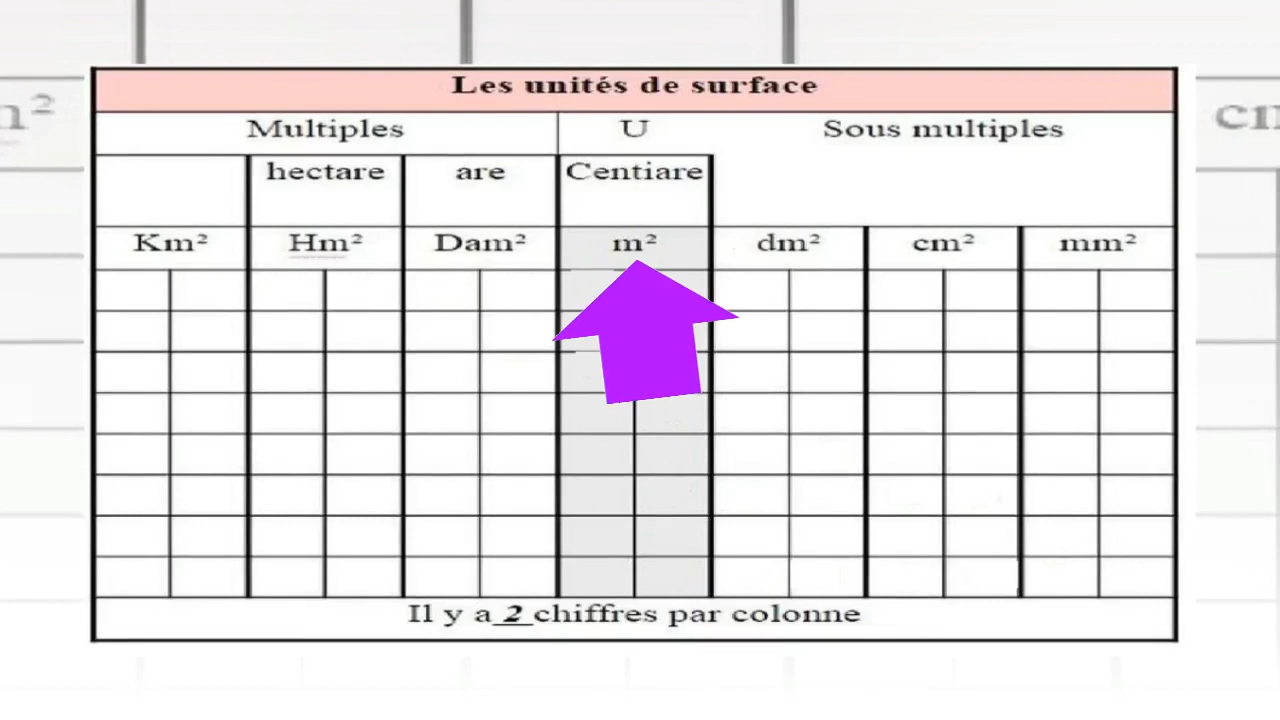 Les unités de surface
Multiples U Sous multiples
hectare are Centiare
Km² Hm² Dam² m² dm² cm² mm²
Il y a 2 chiffres par colonne